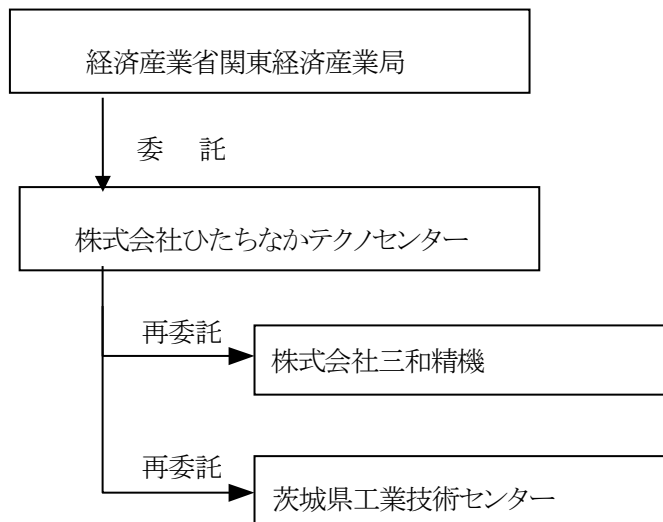 経済産業省関東経済産業局
委　託
株式会社ひたちなかテクノセンター
再委託
株式会社三和精機
再委託
茨城県工業技術センター